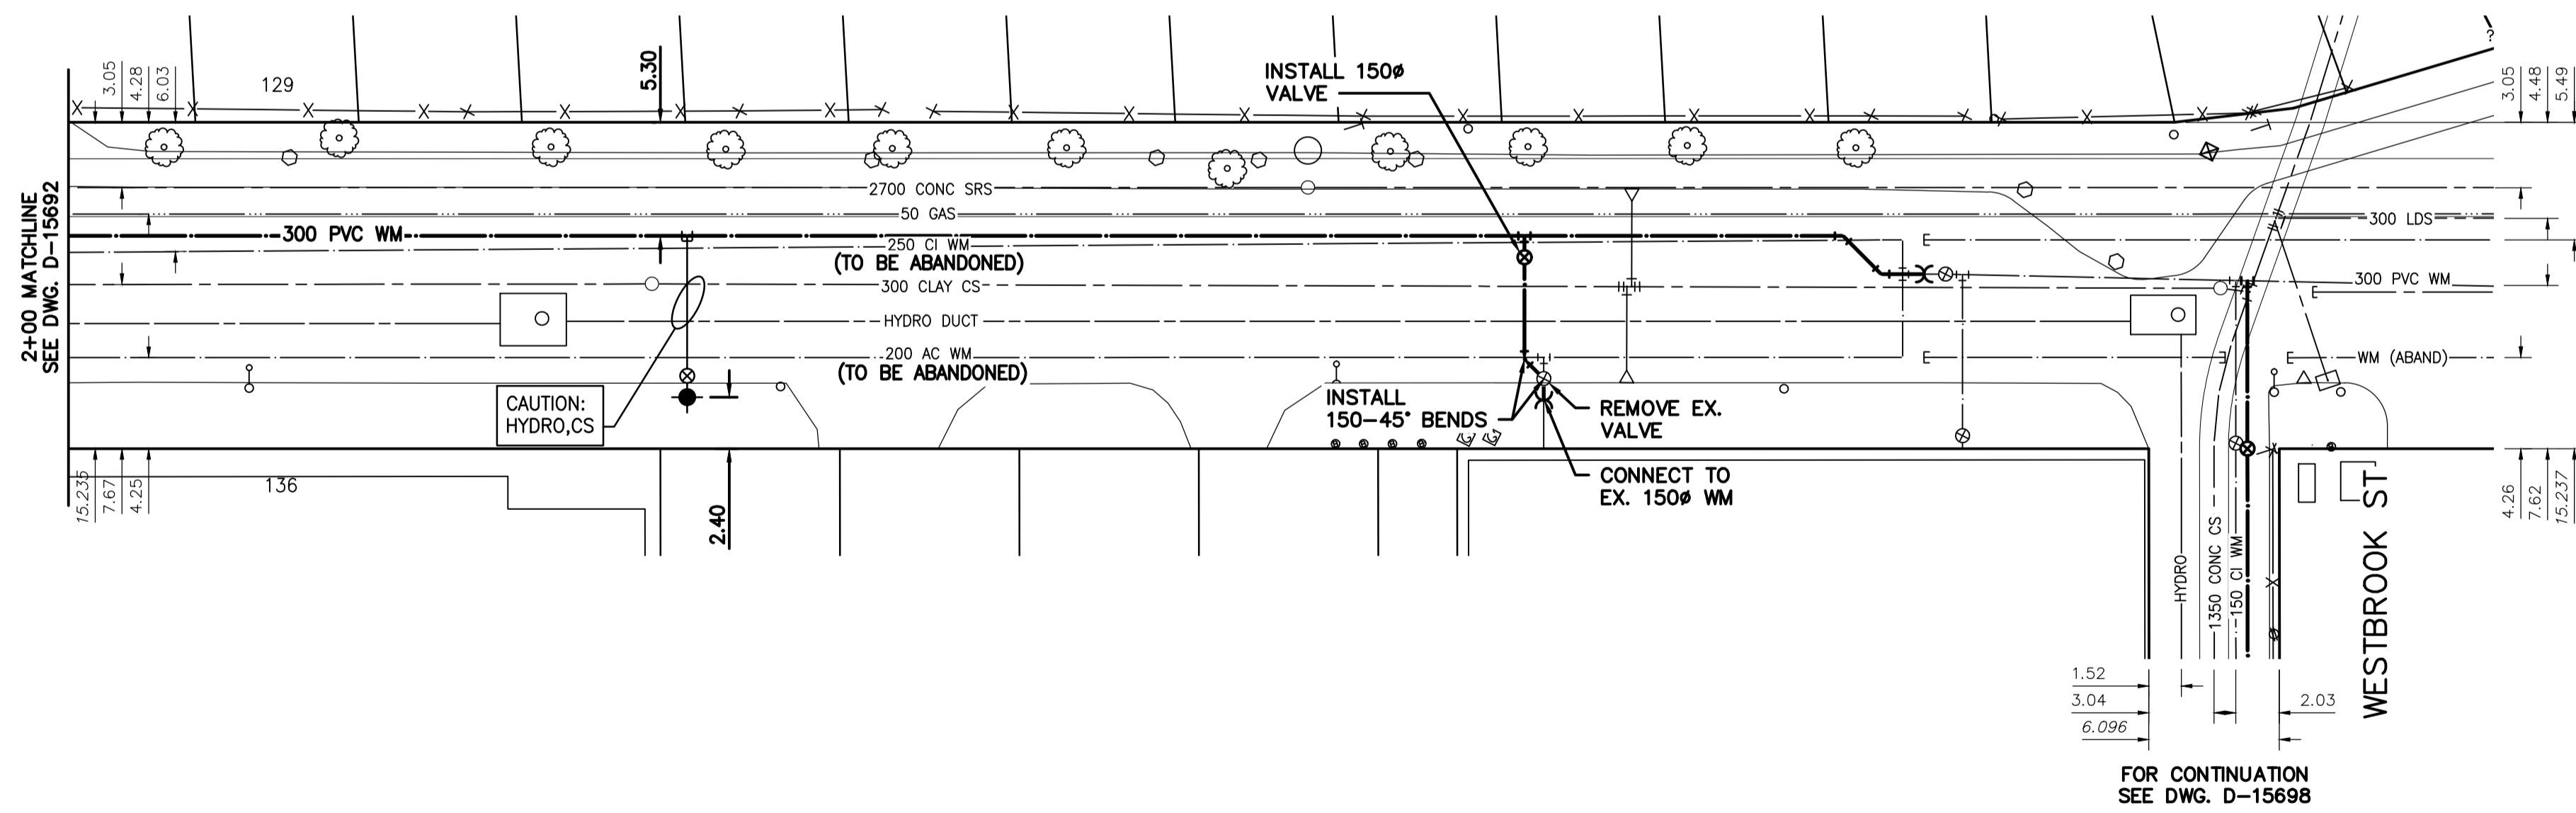 2+00 MATCHLINE
SEE DWG. D-15692
3.05
4.28
6.03
129
5.30
INSTALL 150ø
VALVE
3.05
4.48
5.49
2700 CONC SRS
50 GAS
300 LDS
300 PVC WM
250 CI WM
(TO BE ABANDONED)
300 CLAY CS
300 PVC WM
HYDRO DUCT
200 AC WM
(TO BE ABANDONED)
WM (ABAND)
CAUTION:
HYDRO,CS
INSTALL
150-45° BENDS
REMOVE EX.
VALVE
CONNECT TO
EX. 150ø WM
15.235
7.67
4.25
136
2.40
4.26
7.62
15.237
HYDRO
1350 CONC CS
150 CI WM
WESTBROOK ST
1.52
3.04
6.096
2.03
FOR CONTINUATION
SEE DWG. D-15698